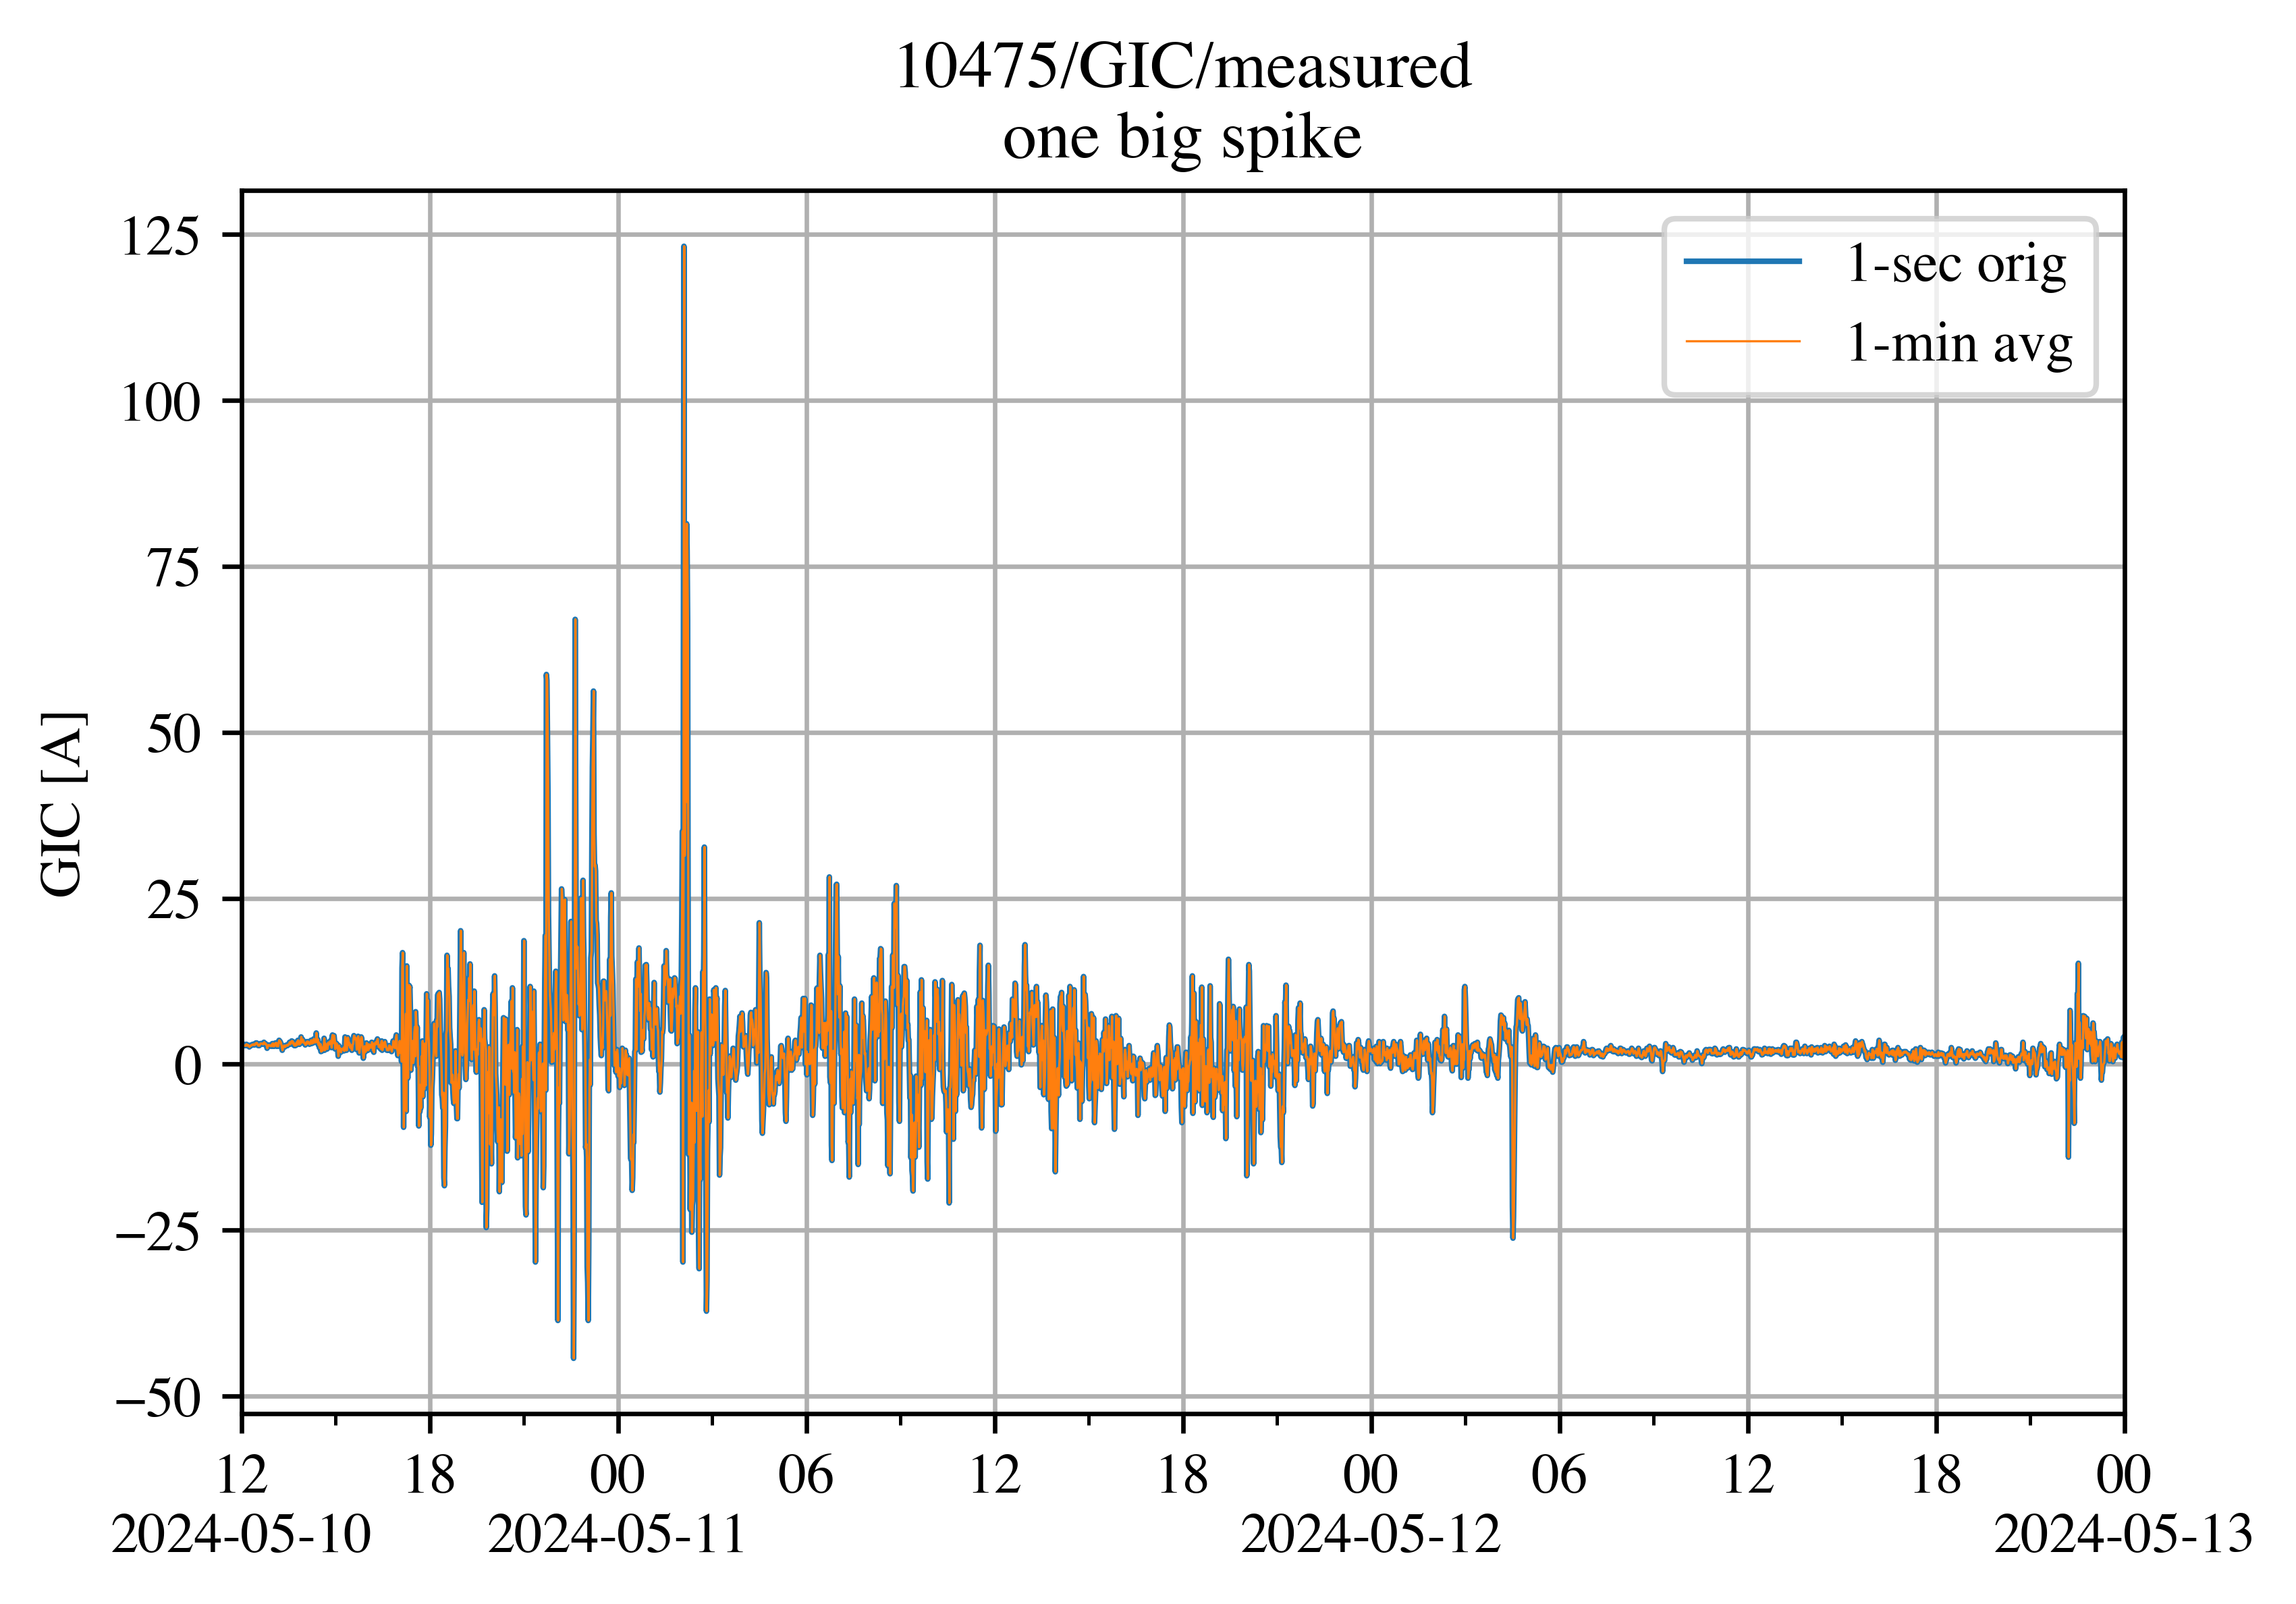 10475/GIC/measured
one big spike
1-sec orig
1-min avg
GIC [A]
125
100
75
50
25
0
−25
−50
12 18 00 06 12 18 00 06 12 18 00
2024-05-10 2024-05-11 2024-05-12 2024-05-13